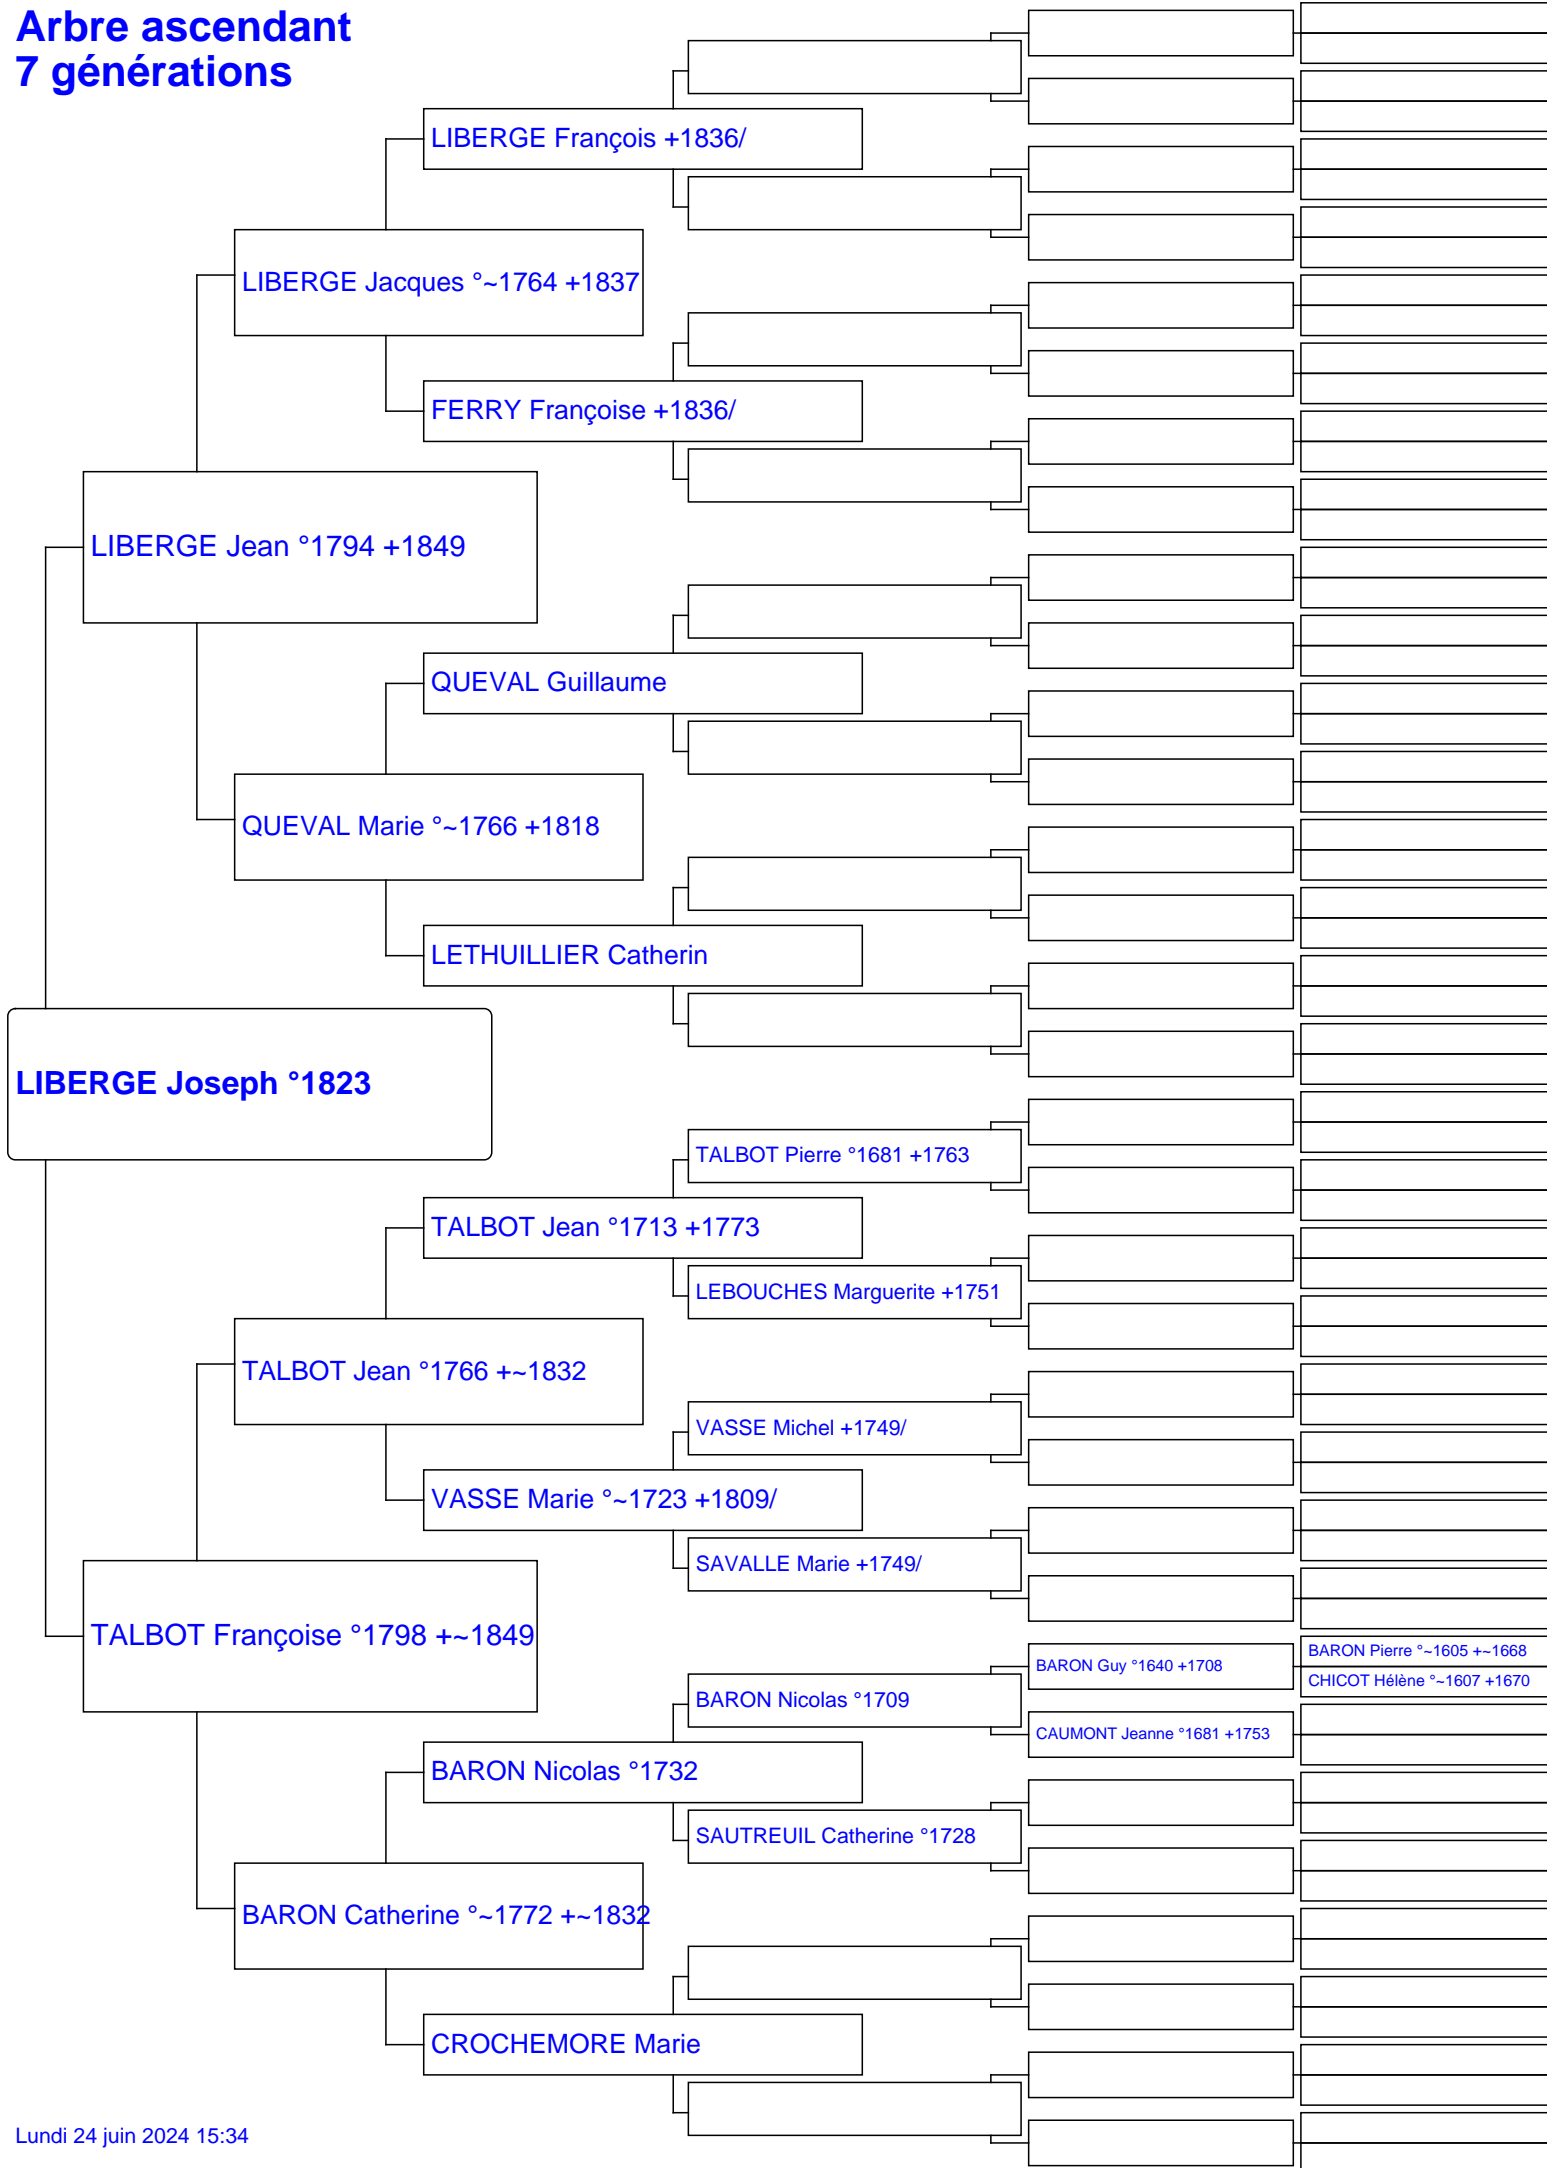 Arbre ascendant
7 générations
LIBERGE François +1836/
LIBERGE Jacques °~1764 +1837
FERRY Françoise +1836/
LIBERGE Jean °1794 +1849
QUEVAL Guillaume
QUEVAL Marie °~1766 +1818
LETHUILLIER Catherin
LIBERGE Joseph °1823
TALBOT Pierre °1681 +1763
TALBOT Jean °1713 +1773
LEBOUCHES Marguerite +1751
TALBOT Jean °1766 +~1832
VASSE Michel +1749/
VASSE Marie °~1723 +1809/
SAVALLE Marie +1749/
TALBOT Françoise °1798 +~1849
BARON Pierre °~1605 +~1668
BARON Guy °1640 +1708
CHICOT Hélène °~1607 +1670
BARON Nicolas °1709
CAUMONT Jeanne °1681 +1753
BARON Nicolas °1732
SAUTREUIL Catherine °1728
BARON Catherine °~1772 +~1832
CROCHEMORE Marie
Lundi 24 juin 2024 15:34